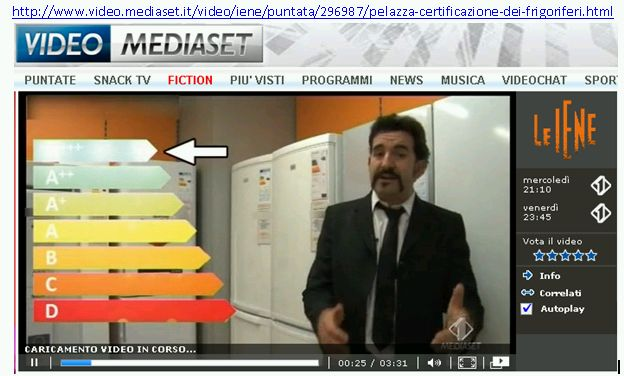 http://www.video.mediaset.it/video/iene/puntata/296987/pelazza-certificazione-dei-frigoriferi.html
VIDEO MEDIASET
PUNTATE SNACK TV FICTION PIU' VISTI PROGRAMMI NEWS MUSICA VIDEOCHAT SPORT
A++
A+
A
B
C
D
LE IENE
mercoledì
21:10
venerdì
23:45
Vota il video
Info
Correlati
Autoplay
MEDIASET
CARICAMENTO VIDEO IN CORSO...
00:25 / 03:31